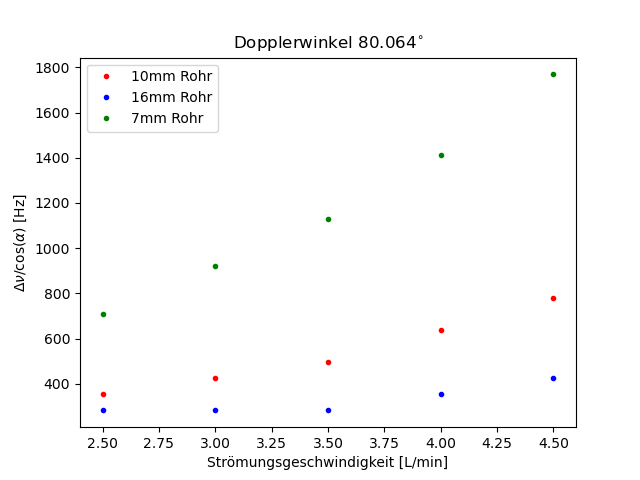 Dopplerwinkel 80.064°
10mm Rohr
16mm Rohr
7mm Rohr
Δν/cos(α) [Hz]
1800
1600
1400
1200
1000
800
600
400
2.50 2.75 3.00 3.25 3.50 3.75 4.00 4.25 4.50
Strömungsgeschwindigkeit [L/min]